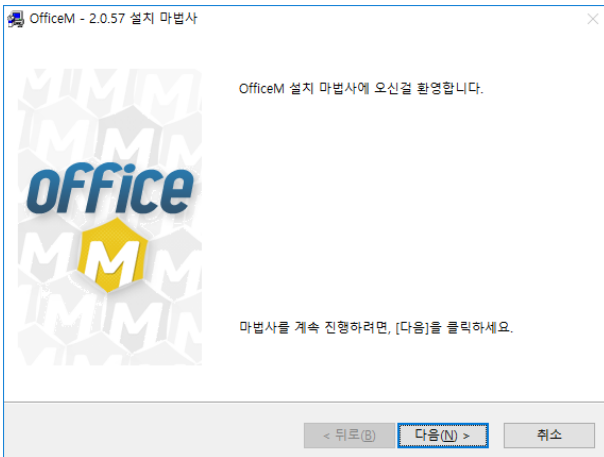 OfficeM - 2.0.57 설치 마법사
OfficeM 설치 마법사에 오신걸 환영합니다.
office
M
마법사를 계속 진행하려면, [다음]을 클릭하세요.
< 뒤로(B)
다음(N) >
취소